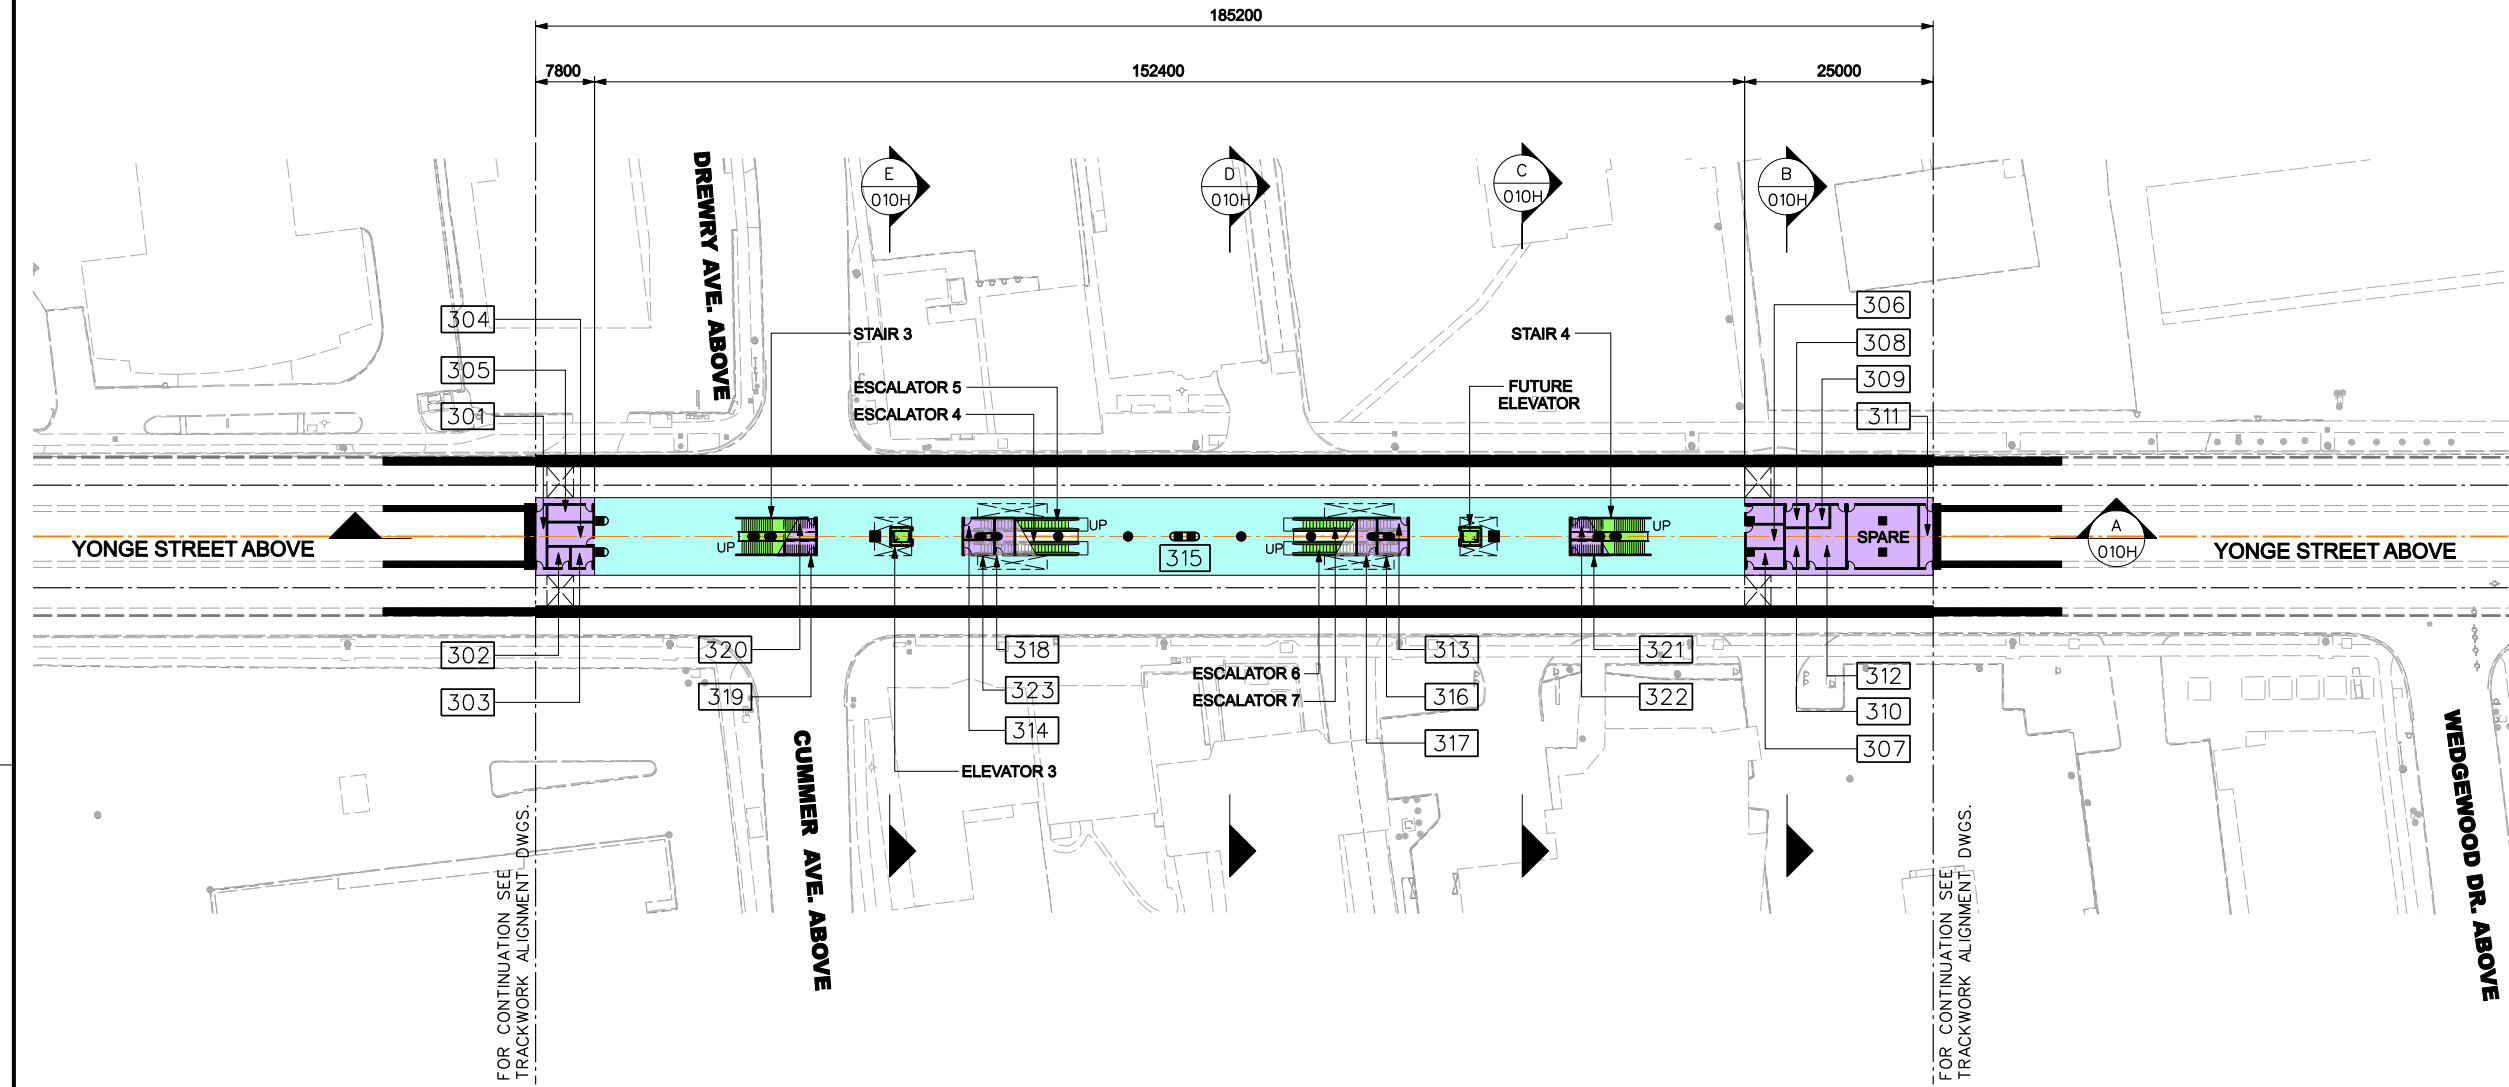 185200
7800
152400
25000
DREWRY AVE. ABOVE
E
010H
D
010H
C
010H
B
010H
304
305
301
STAIR 3
ESCALATOR 5
ESCALATOR 4
STAIR 4
FUTURE
ELEVATOR
306
308
309
311
YONGE STREET ABOVE
UP
UP
315
UP
UP
SPARE
A
010H
YONGE STREET ABOVE
302
303
320
319
318
323
314
ELEVATOR 3
ESCALATOR 6
ESCALATOR 7
313
316
317
321
322
312
310
307
CUMMER AVE. ABOVE
WEDGEWOOD DR. ABOVE
FOR CONTINUATION SEE
TRACKWORK ALIGNMENT DWGS.
FOR CONTINUATION SEE
TRACKWORK ALIGNMENT DWGS.